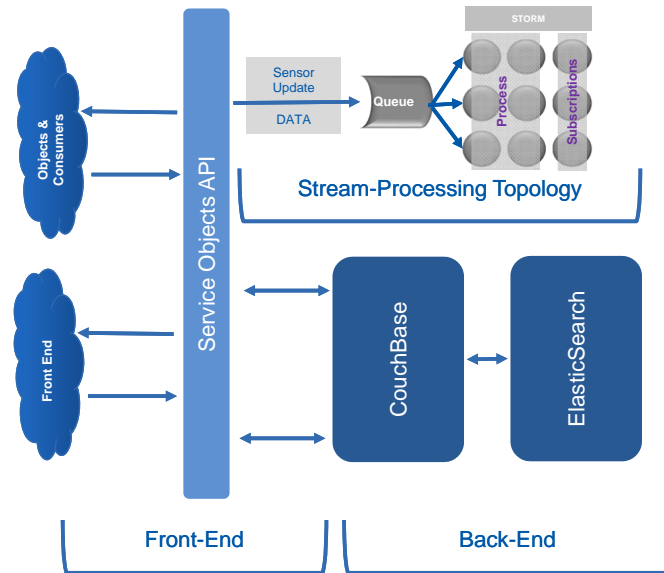 STORM
Sensor
Update
DATA
Queue
Process
Subscriptions
Objects &
Consumers
Service Objects API
Stream-Processing Topology
Front End
CouchBase
ElasticSearch
Front-End
Back-End